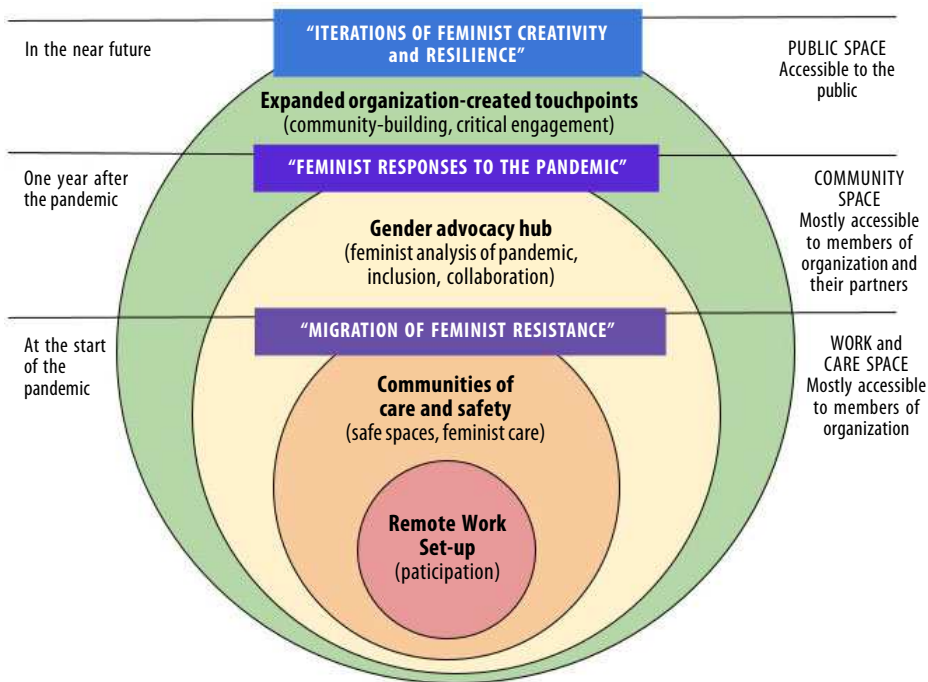 In the near future
“ITERATIONS OF FEMINIST CREATIVITY
and RESILIENCE”
PUBLIC SPACE
Accessible to the
public
Expanded organization-created touchpoints
(community-building, critical engagement)
One year after
the pandemic
“FEMINIST RESPONSES TO THE PANDEMIC”
COMMUNITY
SPACE
Mostly accessible
to members of
organization and
their partners
Gender advocacy hub
(feminist analysis of pandemic,
inclusion, collaboration)
At the start
of the
pandemic
“MIGRATION OF FEMINIST RESISTANCE”
WORK and
CARE SPACE
Mostly accessible
to members of
organization
Communities of
care and safety
(safe spaces, feminist care)
Remote Work
Set-up
(paticipation)